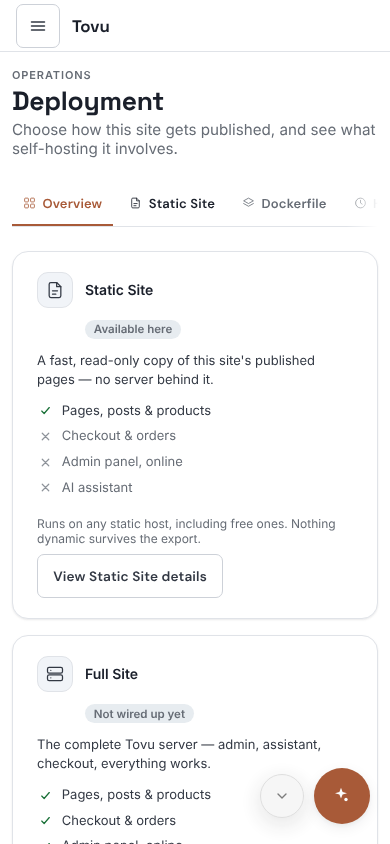 Tovu
OPERATIONS
Deployment
Choose how this site gets published, and see what
self-hosting it involves.
Overview
Static Site
Dockerfile
Static Site
Available here
A fast, read-only copy of this site's published
pages — no server behind it.
Pages, posts & products
Checkout & orders
Admin panel, online
AI assistant
Runs on any static host, including free ones. Nothing
dynamic survives the export.
View Static Site details
Full Site
Not wired up yet
The complete Tovu server — admin, assistant,
checkout, everything works.
Pages, posts & products
Checkout & orders
Admin panel, online